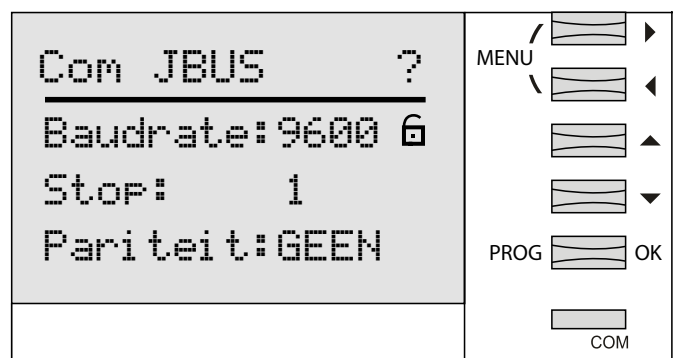 Com JBUS ?
Baudrate:9600
Stop: 1
Pariteit:GEEN
MENU
PROG
OK
COM